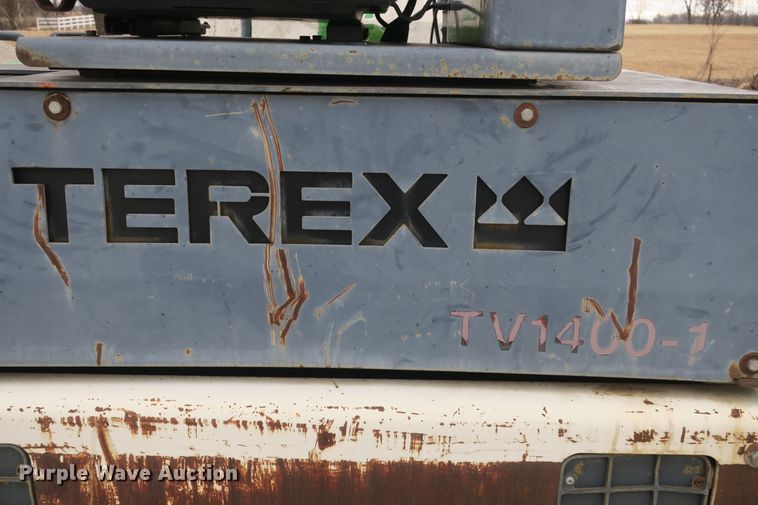 TEREX
TV1400-1
Purple Wave Auction